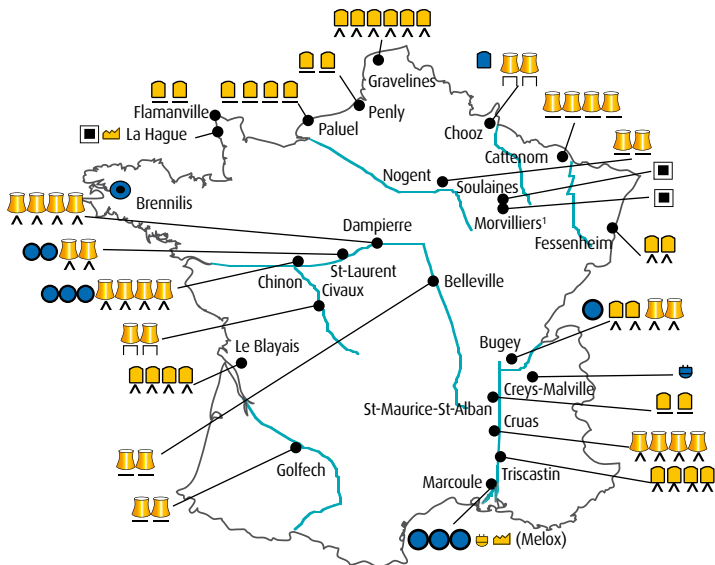 Gravelines
Penly
Flamanville
Paluel
La Hague
Chooz
Cattenom
Nogent
Soulaines
Morvilliers¹
Brennilis
Fessenheim
Dampierre
St-Laurent
Chinon
Belleville
Civaux
Bugey
Le Blayais
Creys-Malville
St-Maurice-St-Alban
Cruas
Golfech
Triscastin
Marcoule
(Melox)